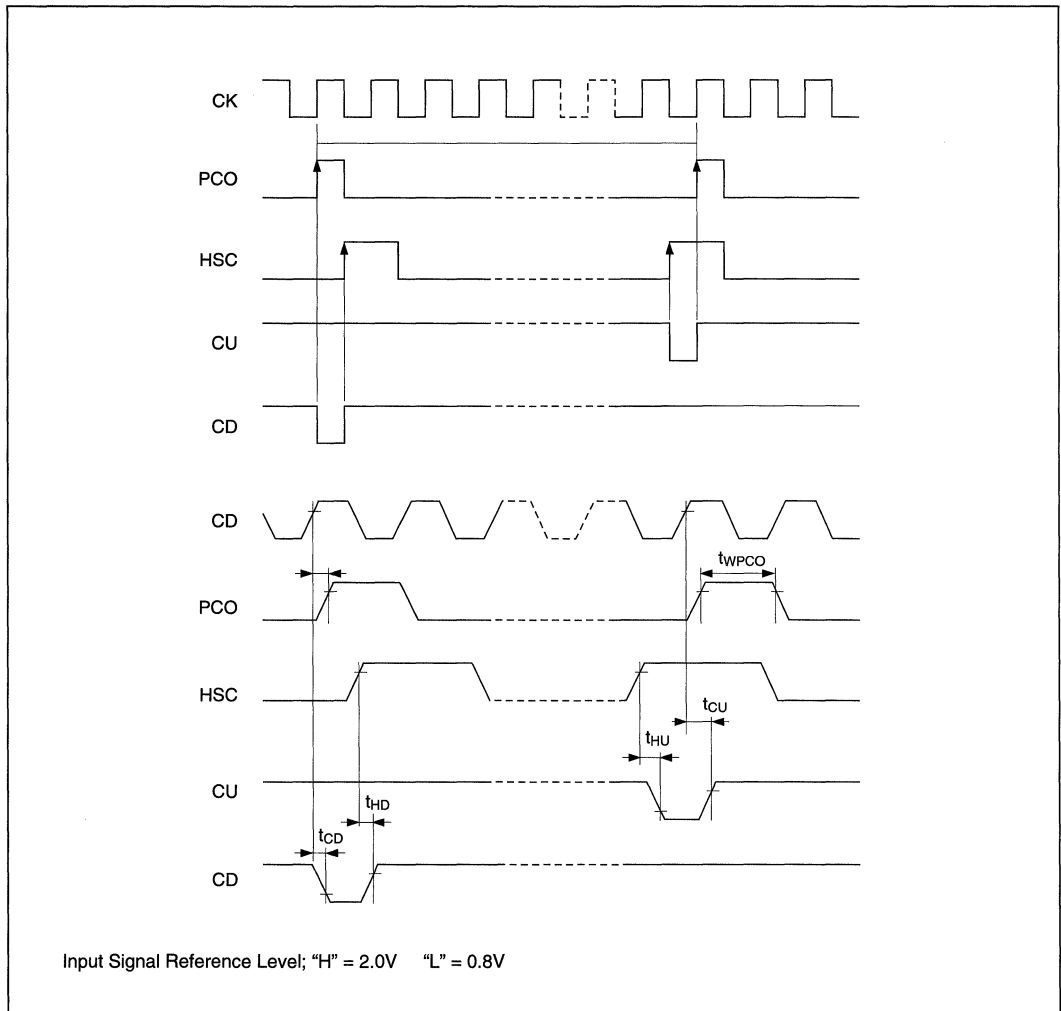 CK
PCO
HSC
CU
CD
CD
tWPCO
PCO
HSC
tCU
tHU
CU
tHD
tCD
CD
Input Signal Reference Level; “H” = 2.0V “L” = 0.8V